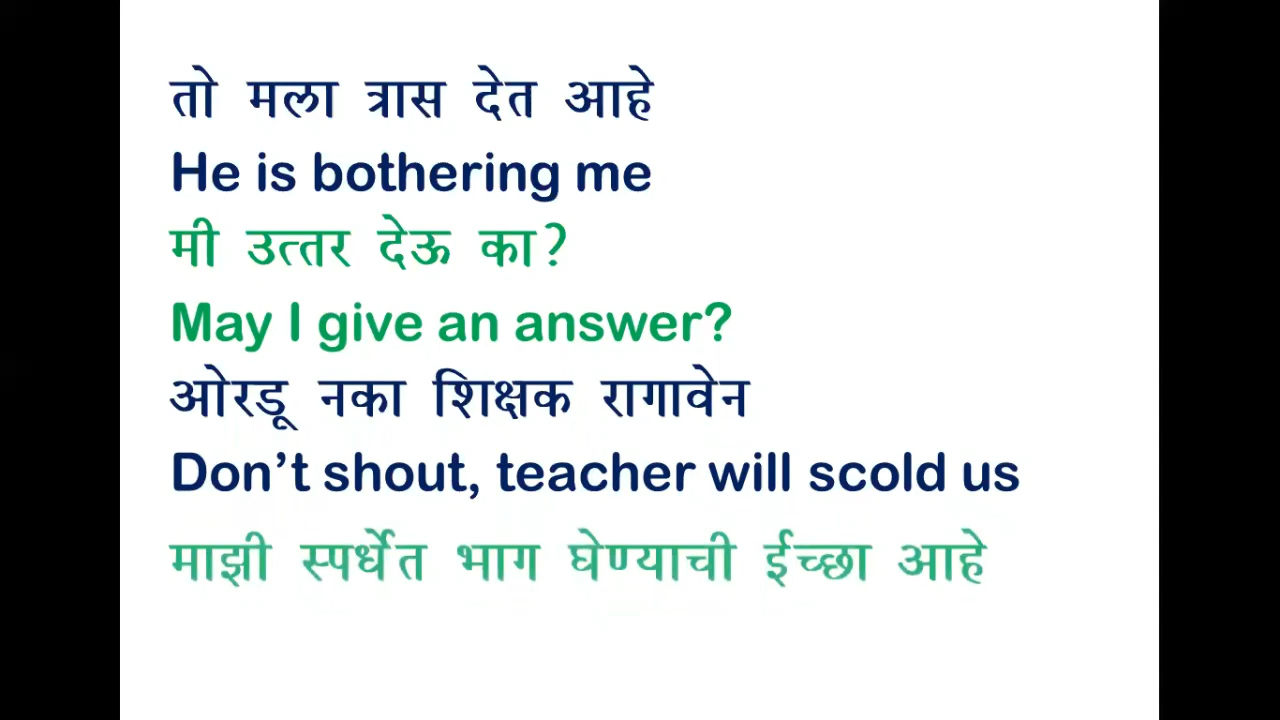 तो मला त्रास देत आहे
He is bothering me
मी उत्तर देऊ का?
May I give an answer?
ओरडू नका शिक्षक रागावेन
Don’t shout, teacher will scold us
माझी स्पर्धेत भाग घेण्याची ईच्छा आहे